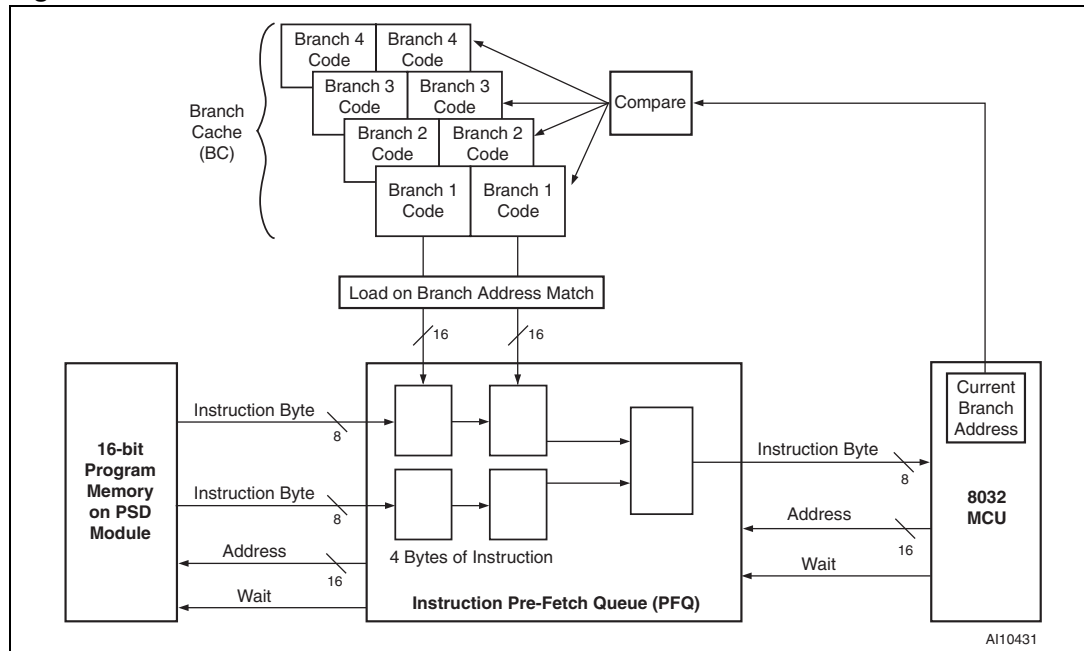 Branch 4 Code
Branch 4 Code
Branch 3 Code
Branch 3 Code
Branch 2 Code
Branch 2 Code
Branch 1 Code
Branch 1 Code
Branch
Cache
(BC)
Compare
Load on Branch Address Match
16
16
16-bit
Program
Memory
on PSD
Module
Instruction Byte
8
Instruction Byte
8
Address
16
Wait
4 Bytes of Instruction
Instruction Pre-Fetch Queue (PFQ)
Instruction Byte
8
Address
16
Wait
Current
Branch
Address
8032
MCU
AI10431